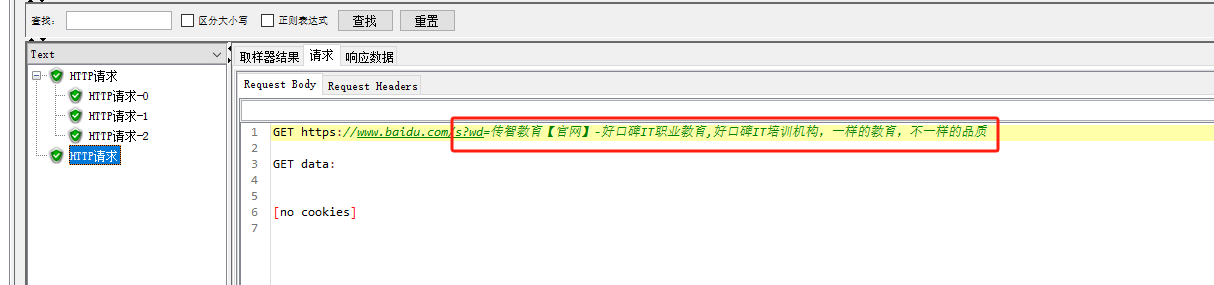 查找: 区分大小写 正则表达式 查找 重置
Text
HTTP请求
HTTP请求-0
HTTP请求-1
HTTP请求-2
HTTP请求
取样器结果 请求 响应数据
Request Body Request Headers
1 GET https://www.baidu.com/s?wd=传智教育【官网】-好口碑IT职业教育,好口碑IT培训机构，一样的教育，不一样的品质
2
3 GET data:
4
5
6 [no cookies]
7